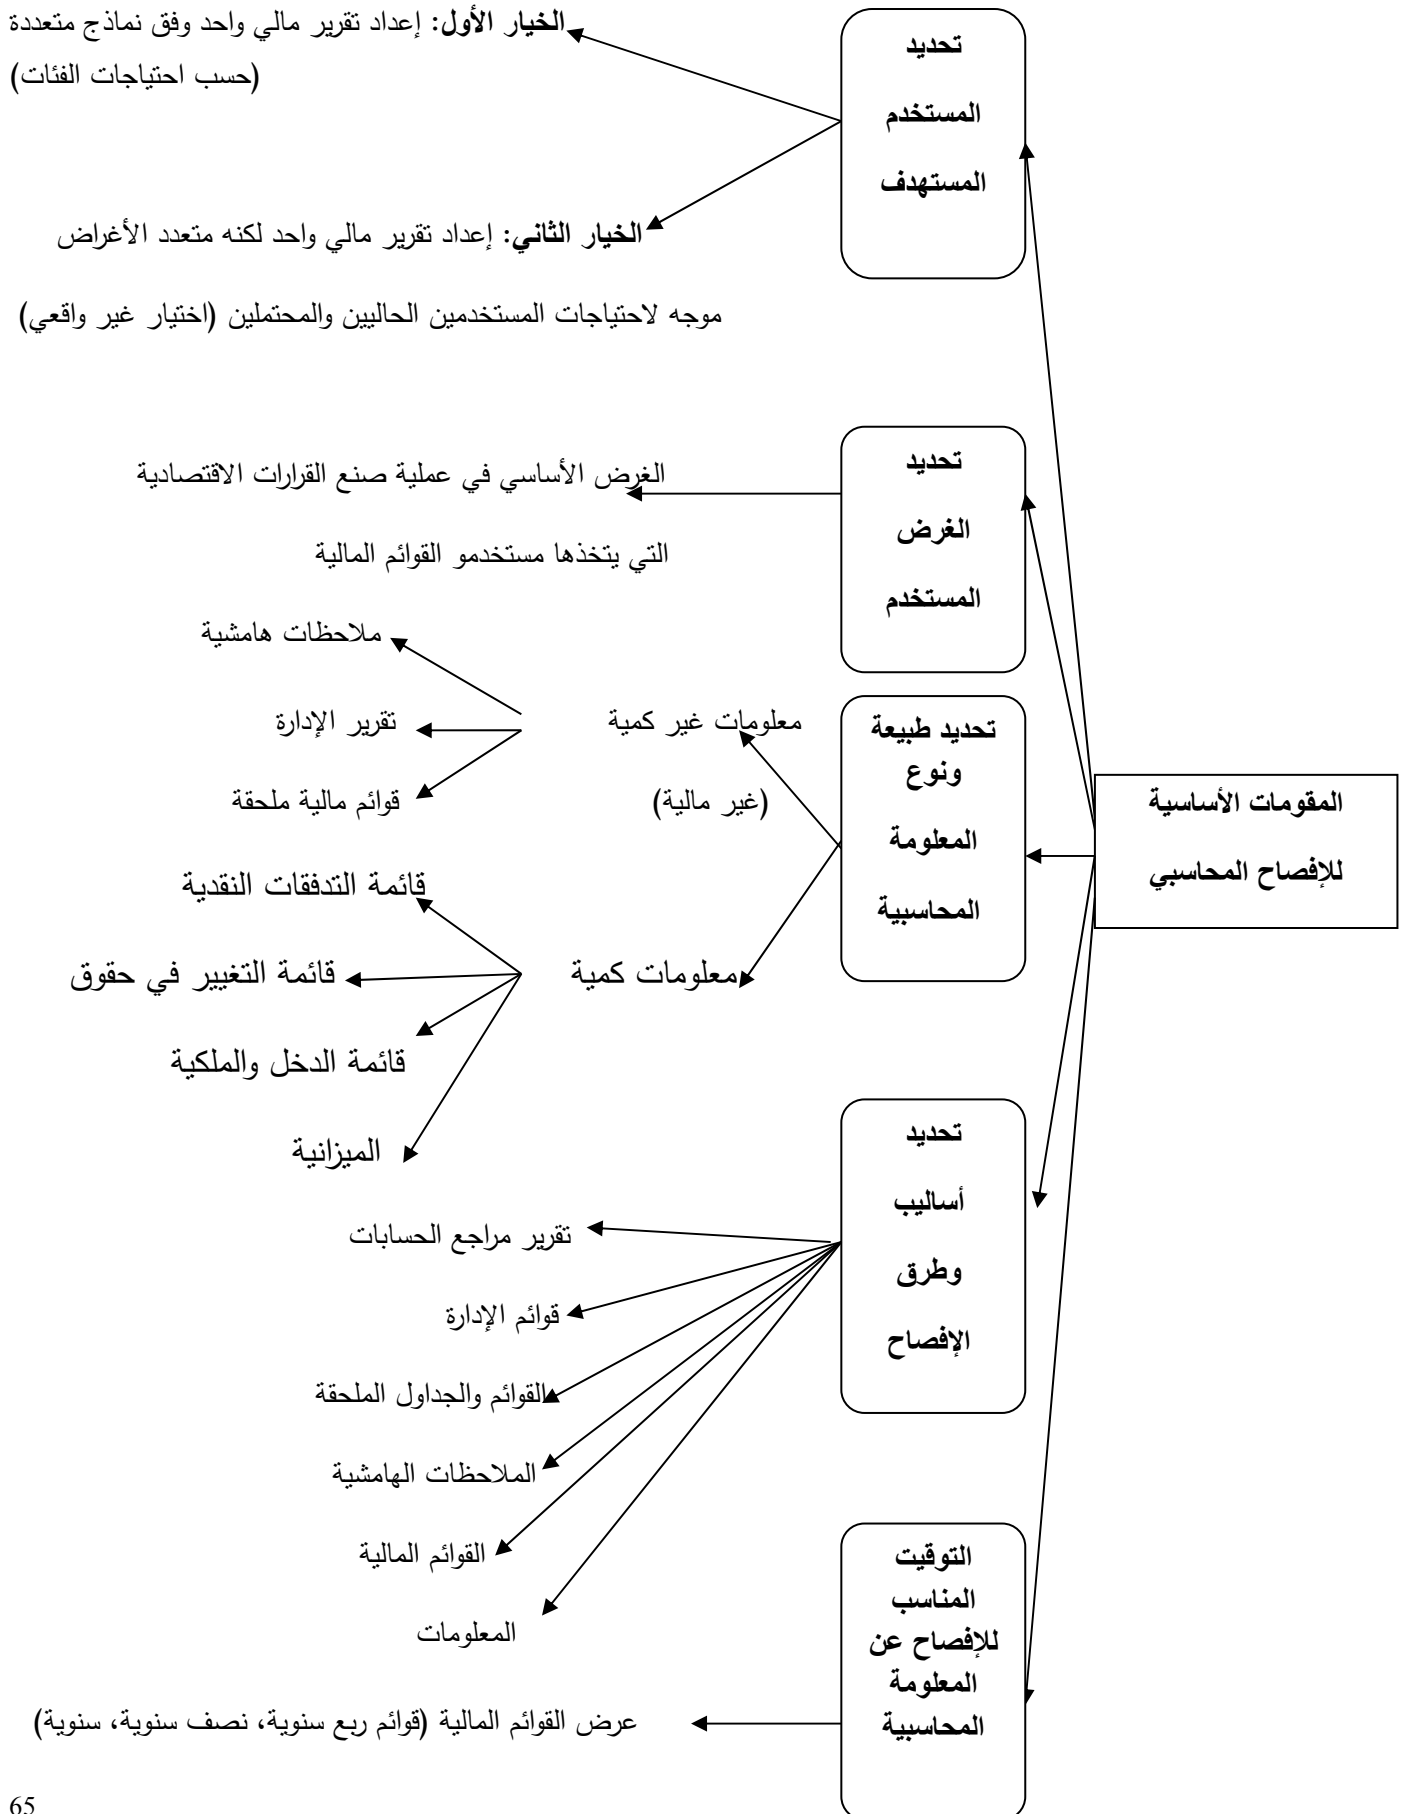 الخيار الأول: إعداد تقرير مالي واحد وفق نماذج متعددة
(حسب احتياجات الفئات)
تحديد
المستخدم
المستهدف
الخيار الثاني: إعداد تقرير مالي واحد لكنه متعدد الأغراض
موجه لاحتياجات المستخدمين الحاليين والمحتملين (اختيار غير واقعي)
تحديد
الغرض
المستخدم
الغرض الأساسي في عملية صنع القرارات الاقتصادية
التي يتخذها مستخدمو القوائم المالية
المقومات الأساسية
للإفصاح المحاسبي
تحديد طبيعة
ونوع
المعلومة
المحاسبية
معلومات غير كمية
(غير مالية)
ملاحظات هامشية
تقرير الإدارة
قوائم مالية ملحقة
معلومات كمية
قائمة التدفقات النقدية
قائمة التغيير في حقوق
قائمة الدخل والملكية
الميزانية
تحديد
أساليب
وطرق
الإفصاح
تقرير مراجع الحسابات
قوائم الإدارة
القوائم والجداول الملحقة
الملاحظات الهامشية
القوائم المالية
المعلومات
التوقيت
المناسب
للإفصاح عن
المعلومة
المحاسبية
عرض القوائم المالية (قوائم ربع سنوية، نصف سنوية، سنوية)
65